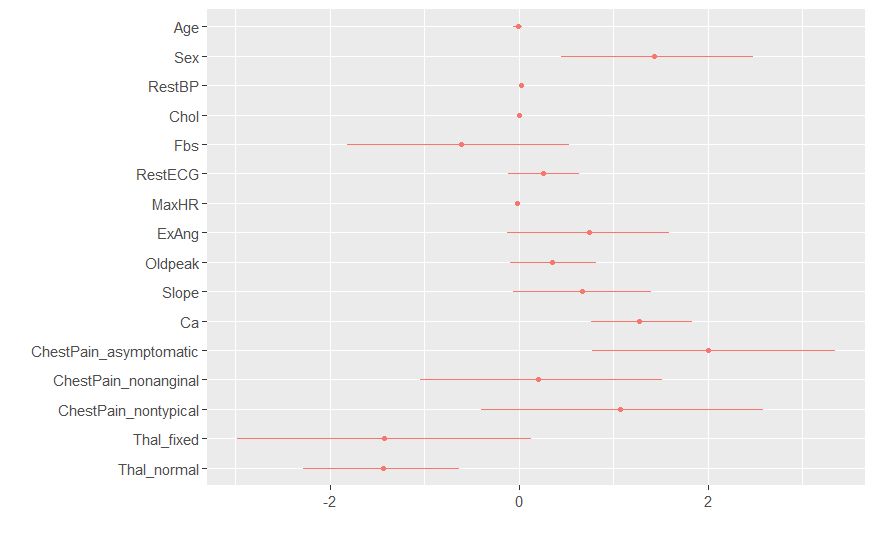 Age
Sex
RestBP
Chol
Fbs
RestECG
MaxHR
ExAng
Oldpeak
Slope
Ca
ChestPain_asymptomatic
ChestPain_nonanginal
ChestPain_nontypical
Thal_fixed
Thal_normal
-2 0 2